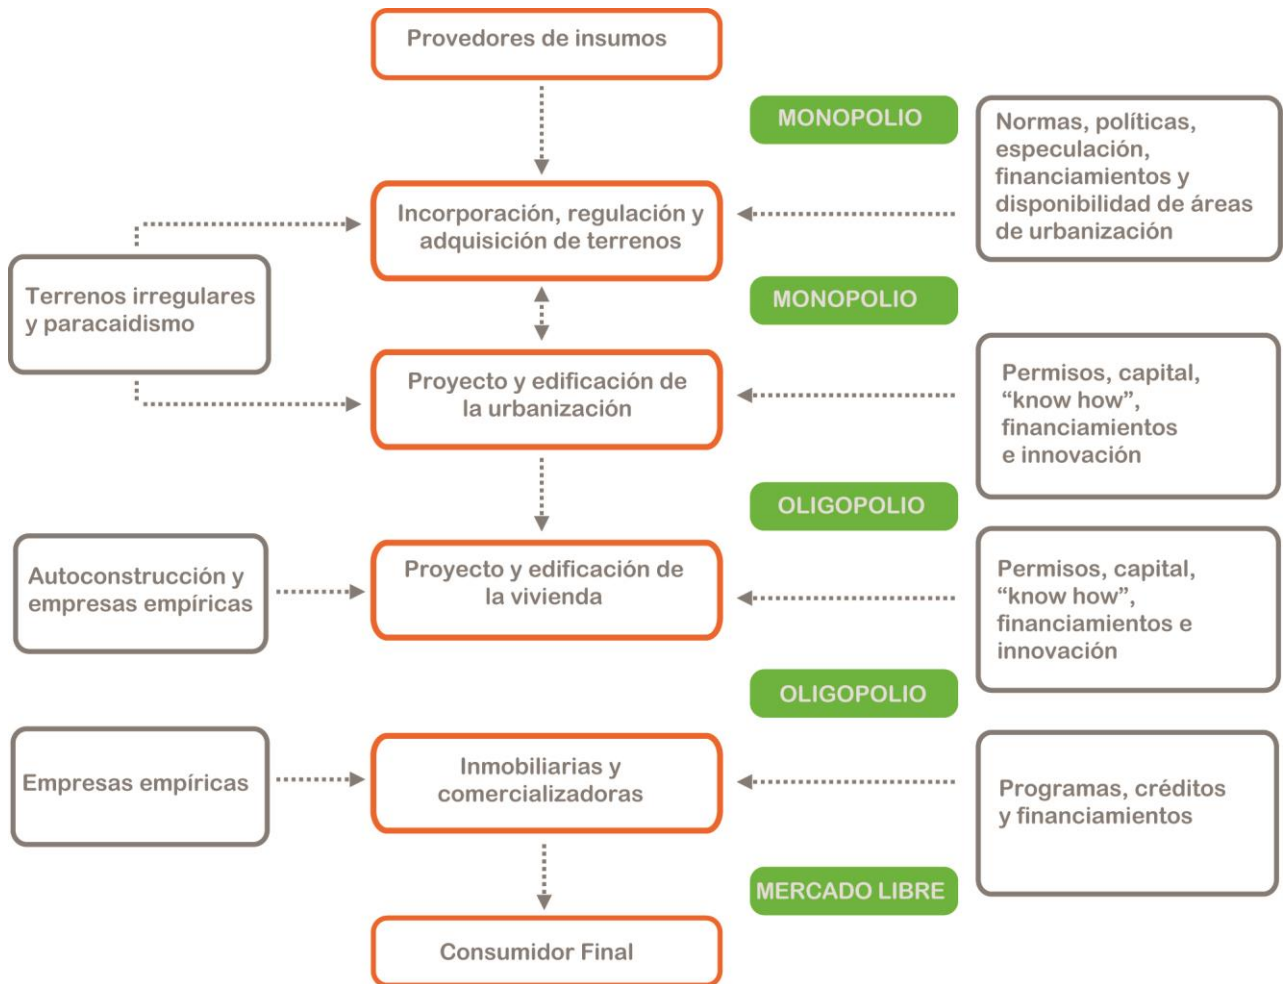 Provedores de insumos
MONOPOLIO
Normas, políticas,
especulación,
financiamientos y
disponibilidad de áreas
de urbanización
Incorporación, regulación y
adquisición de terrenos
Terrenos irregulares
y paracaidismo
MONOPOLIO
Proyecto y edificación de
la urbanización
Permisos, capital,
“know how”,
financiamientos
e innovación
OLIGOPOLIO
Autoconstrucción y
empresas empíricas
Proyecto y edificación de
la vivienda
Permisos, capital,
“know how”,
financiamientos e
innovación
OLIGOPOLIO
Empresas empíricas
Inmobiliarias y
comercializadoras
Programas, créditos
y financiamientos
MERCADO LIBRE
Consumidor Final